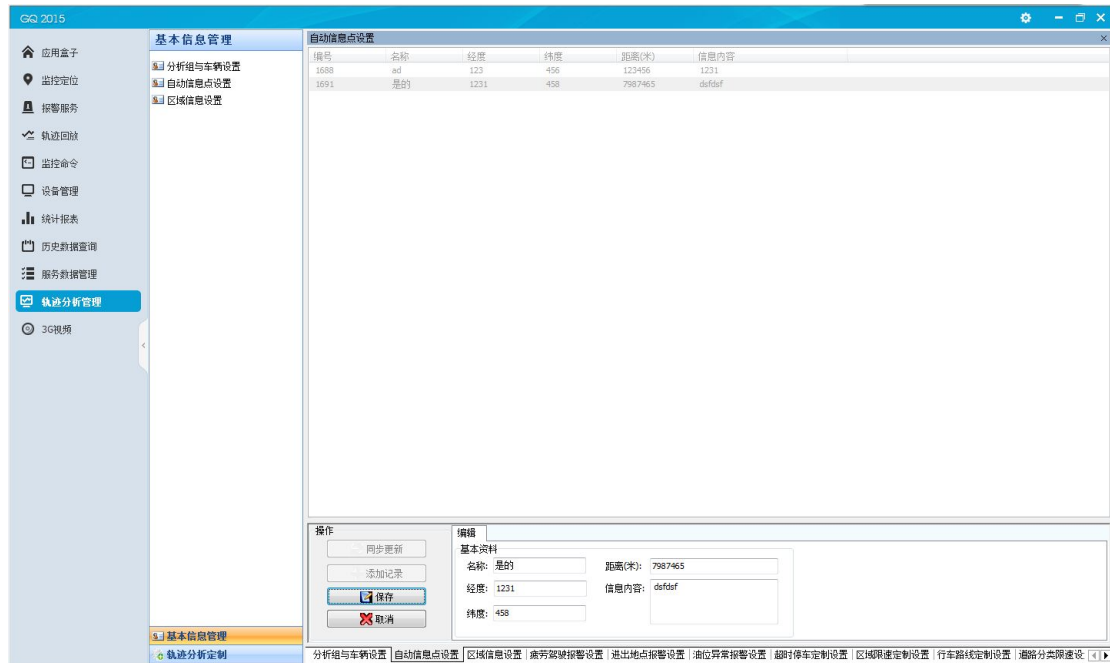 GQ 2015
应用盒子
监控定位
报警服务
轨迹回放
监控命令
设备管理
统计报表
历史数据查询
服务数据管理
轨迹分析管理
3G视频
基本信息管理
分析组与车辆设置
自动信息点设置
区域信息设置
基本信息管理
轨迹分析定制
自动信息点设置
编号 名称 经度 纬度 距离(米) 信息内容
1688 ad 123 456 123456 1231
1691 是的 1231 458 7987465 dsfdsf
操作
同步更新
添加记录
保存
取消
编辑
基本资料
名称: 是的 距离(米): 7987465
经度: 1231 信息内容: dsfdsf
纬度: 458
分析组与车辆设置 自动信息点设置 区域信息设置 疲劳驾驶报警设置 进出地点报警设置 油位异常报警设置 超时停车定制设置 区域限速定制设置 行车路线定制设置 道路分类限速设